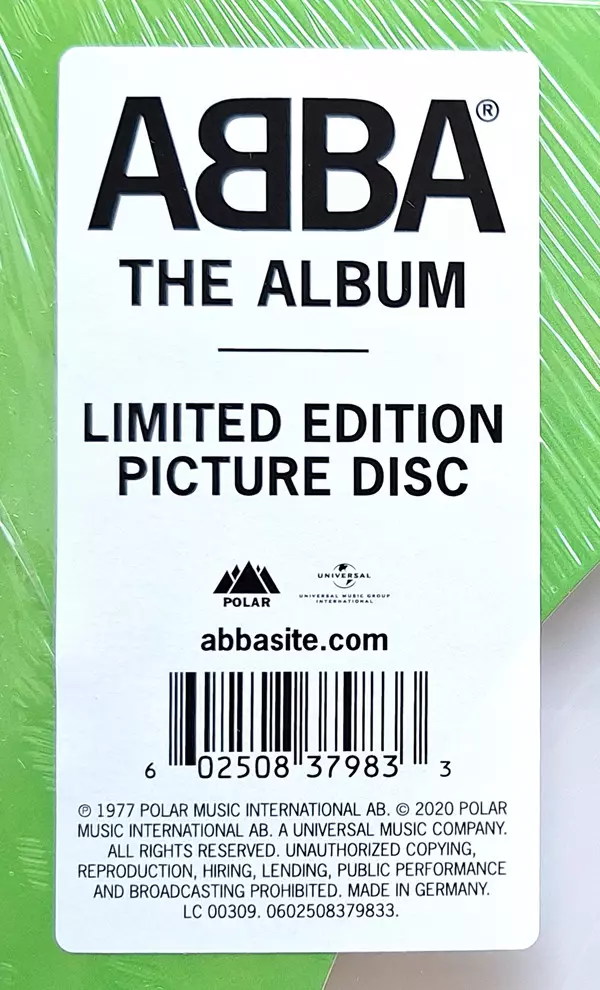 ABBA®
THE ALBUM
LIMITED EDITION
PICTURE DISC
POLAR
UNIVERSAL
UNIVERSAL MUSIC GROUP
INTERNATIONAL
abbasite.com
6 02508 37983 3
℗ 1977 POLAR MUSIC INTERNATIONAL AB. © 2020 POLAR
MUSIC INTERNATIONAL AB. A UNIVERSAL MUSIC COMPANY.
ALL RIGHTS RESERVED. UNAUTHORIZED COPYING,
REPRODUCTION, HIRING, LENDING, PUBLIC PERFORMANCE
AND BROADCASTING PROHIBITED. MADE IN GERMANY.
LC 00309. 0602508379833.